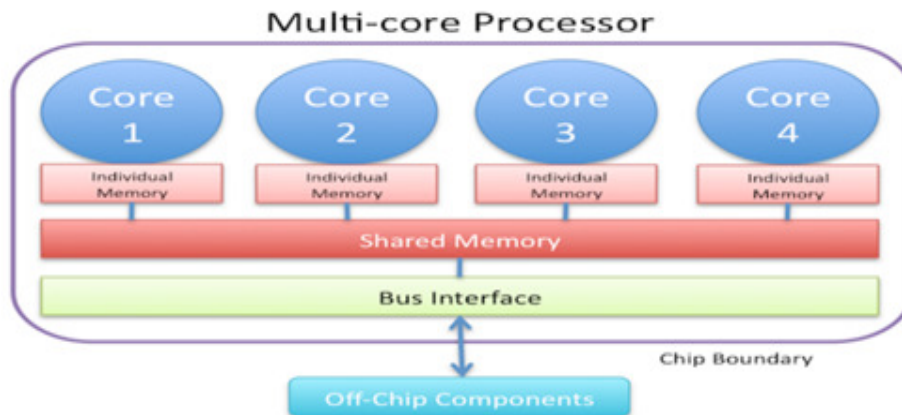 Multi-core Processor
Core 1
Core 2
Core 3
Core 4
Individual Memory
Individual Memory
Individual Memory
Individual Memory
Shared Memory
Bus Interface
Chip Boundary
Off-Chip Components